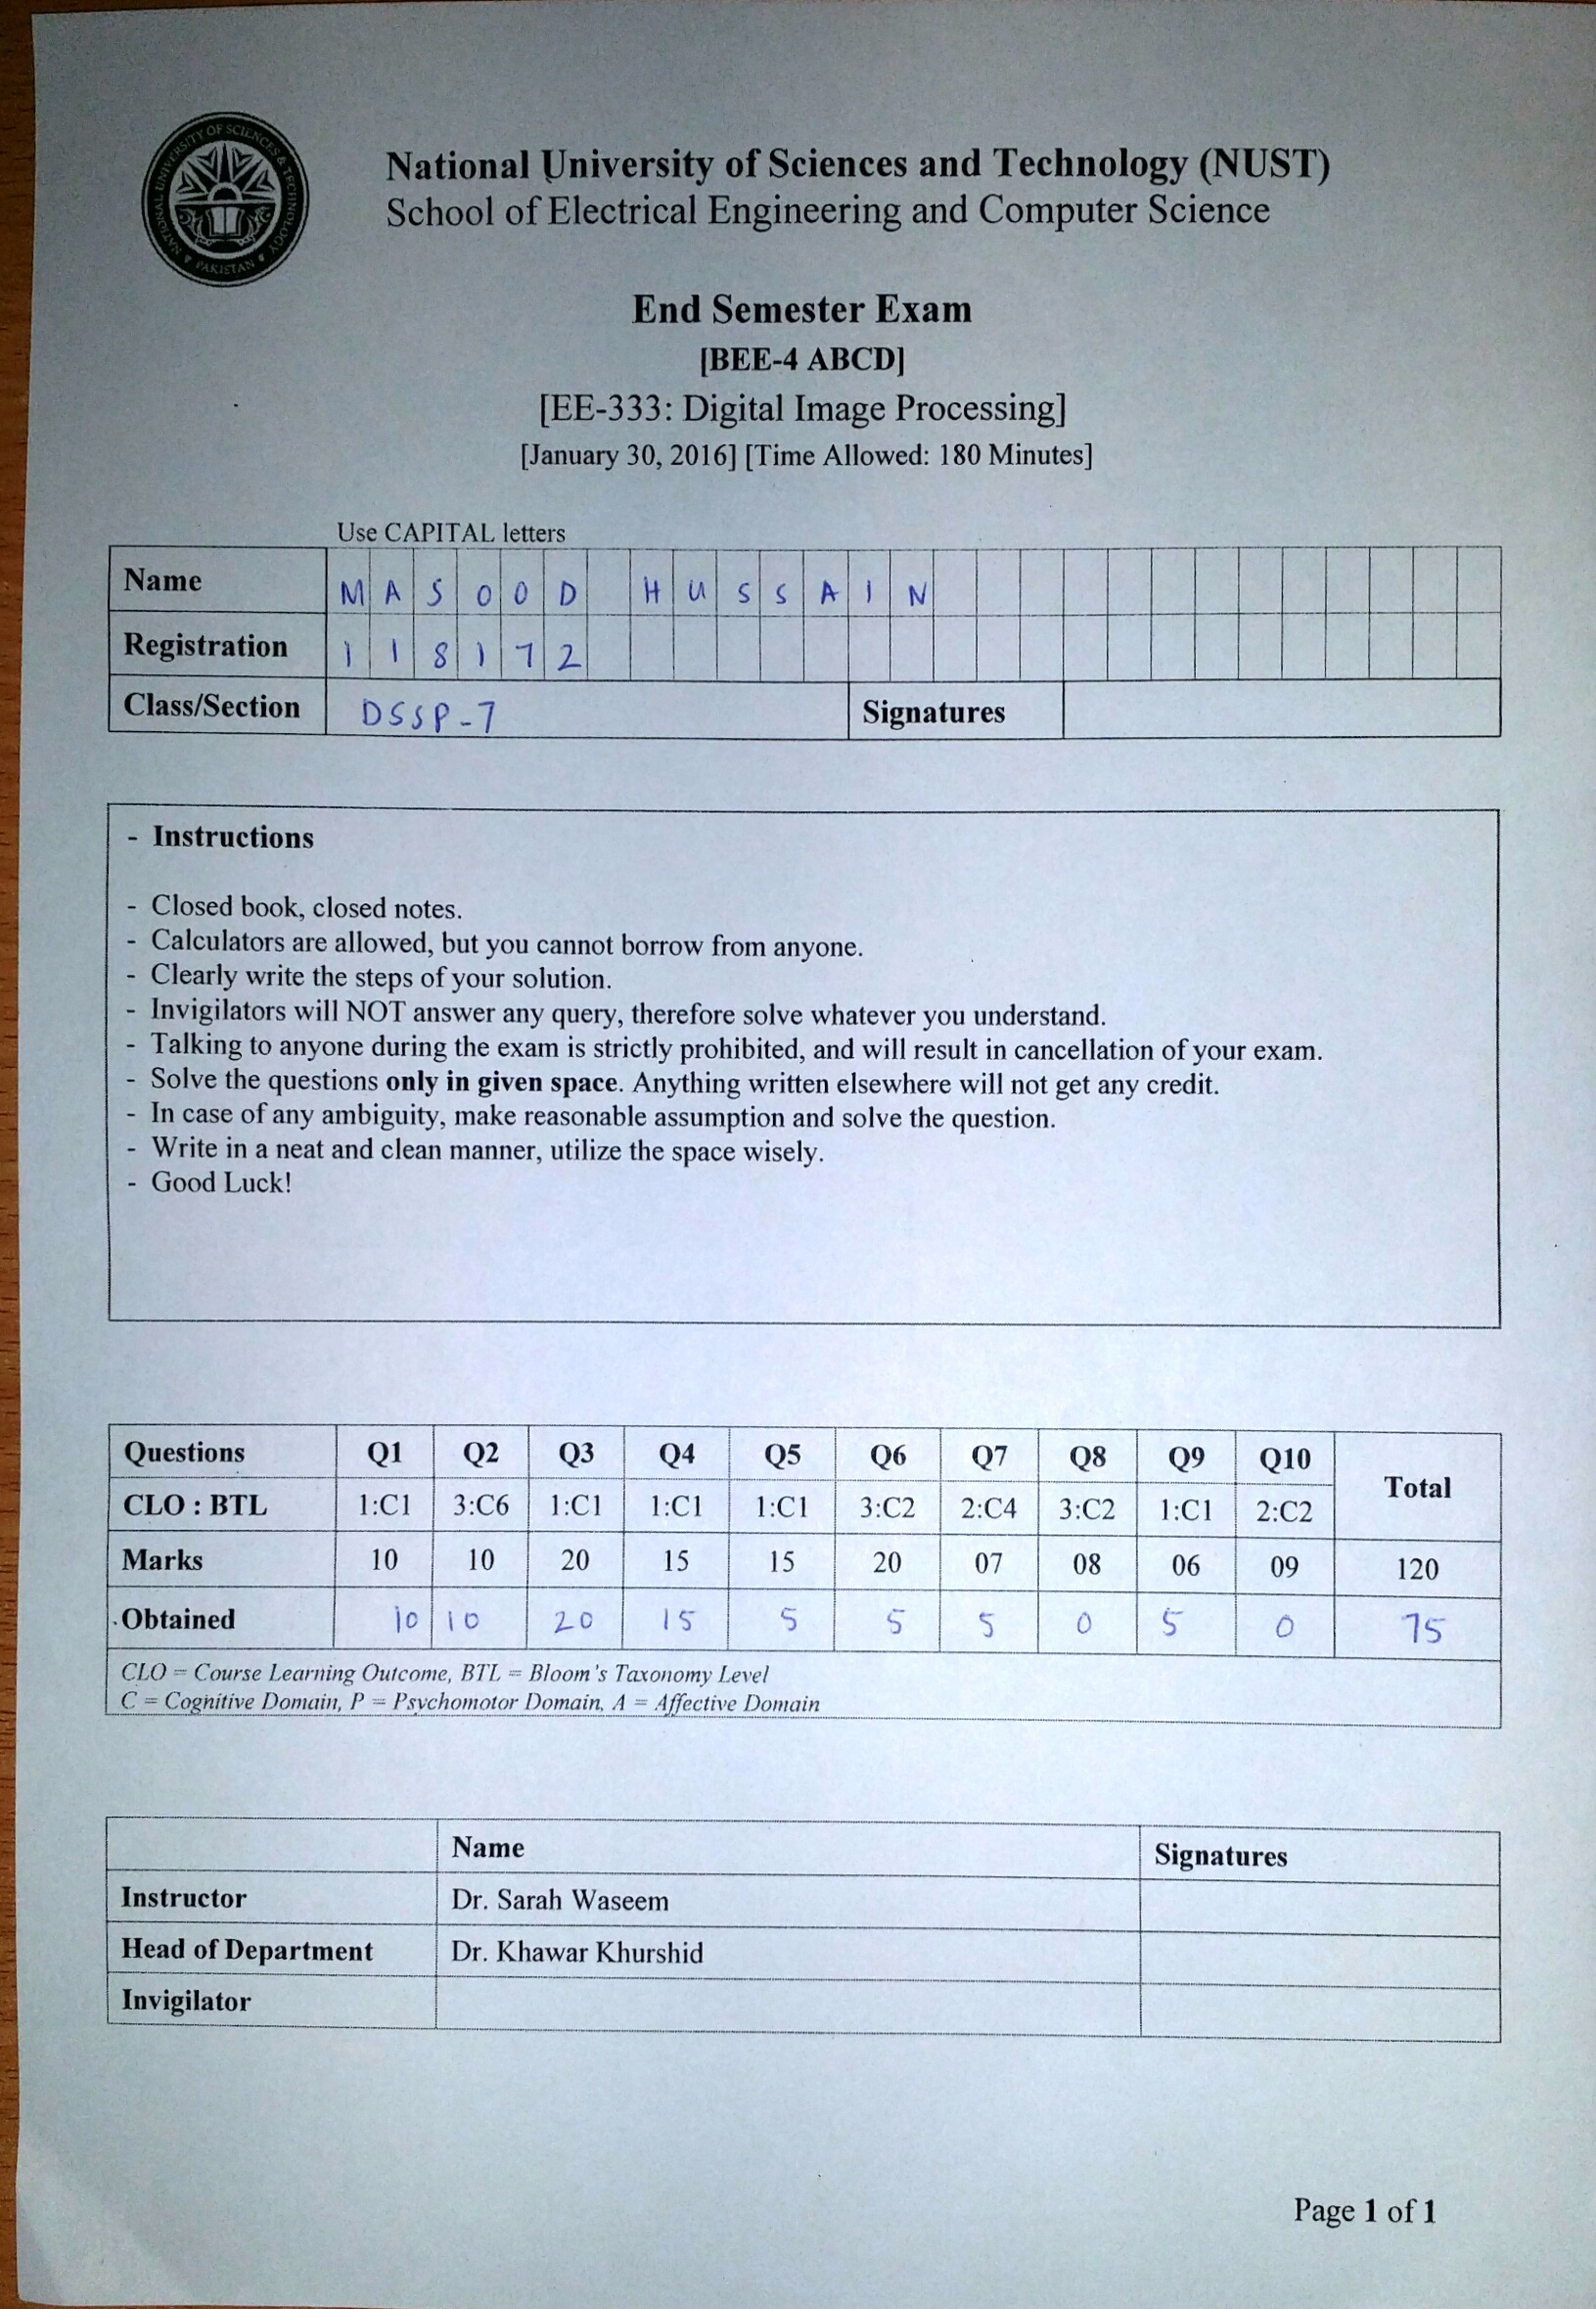 NATIONAL UNIVERSITY OF SCIENCES & TECHNOLOGY
PAKISTAN
National University of Sciences and Technology (NUST)
School of Electrical Engineering and Computer Science
End Semester Exam
[BEE-4 ABCD]
[EE-333: Digital Image Processing]
[January 30, 2016] [Time Allowed: 180 Minutes]
Use CAPITAL letters
Name MASOOD HUSSAIN
Registration 118172
Class/Section DSSP-7 Signatures
- Instructions
- Closed book, closed notes.
- Calculators are allowed, but you cannot borrow from anyone.
- Clearly write the steps of your solution.
- Invigilators will NOT answer any query, therefore solve whatever you understand.
- Talking to anyone during the exam is strictly prohibited, and will result in cancellation of your exam.
- Solve the questions only in given space. Anything written elsewhere will not get any credit.
- In case of any ambiguity, make reasonable assumption and solve the question.
- Write in a neat and clean manner, utilize the space wisely.
- Good Luck!
Questions Q1 Q2 Q3 Q4 Q5 Q6 Q7 Q8 Q9 Q10 Total
CLO : BTL 1:C1 3:C6 1:C1 1:C1 1:C1 3:C2 2:C4 3:C2 1:C1 2:C2
Marks 10 10 20 15 15 20 07 08 06 09 120
Obtained 10 10 20 15 5 5 5 0 5 0 75
CLO = Course Learning Outcome, BTL = Bloom's Taxonomy Level
C = Cognitive Domain, P = Psychomotor Domain, A = Affective Domain
Name Signatures
Instructor Dr. Sarah Waseem
Head of Department Dr. Khawar Khurshid
Invigilator
Page 1 of 1